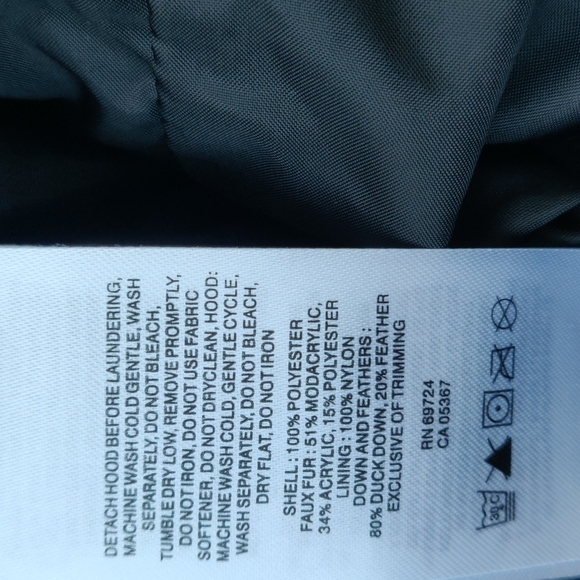 DETACH HOOD BEFORE LAUNDERING,
MACHINE WASH COLD GENTLE, WASH
SEPARATELY, DO NOT BLEACH,
TUMBLE DRY LOW, REMOVE PROMPTLY,
DO NOT IRON, DO NOT USE FABRIC
SOFTENER, DO NOT DRYCLEAN, HOOD:
MACHINE WASH COLD, GENTLE CYCLE,
WASH SEPARATELY, DO NOT BLEACH,
DRY FLAT, DO NOT IRON
SHELL : 100% POLYESTER
FAUX FUR : 51% MODACRYLIC,
34% ACRYLIC, 15% POLYESTER
LINING : 100% NYLON
DOWN AND FEATHERS :
80% DUCK DOWN, 20% FEATHER
EXCLUSIVE OF TRIMMING
RN 69724
CA 05367
30°C